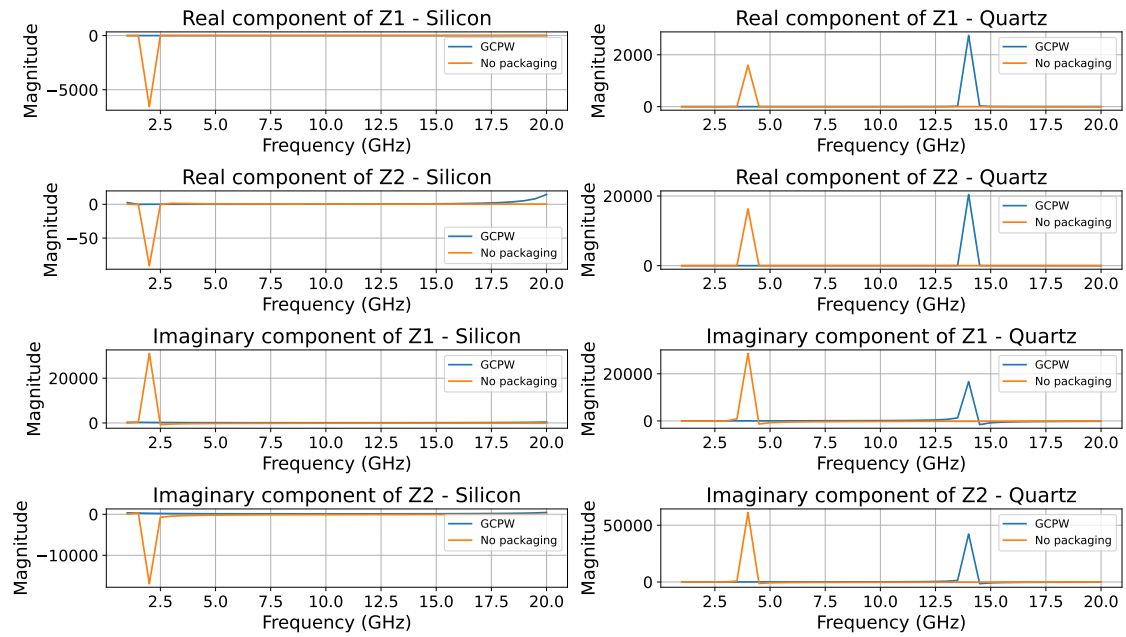 Real component of Z1 - Silicon
Magnitude
0
−5000
GCPW
No packaging
2.5 5.0 7.5 10.0 12.5 15.0 17.5 20.0
Frequency (GHz)
Real component of Z1 - Quartz
Magnitude
2000
0
GCPW
No packaging
2.5 5.0 7.5 10.0 12.5 15.0 17.5 20.0
Frequency (GHz)
Real component of Z2 - Silicon
Magnitude
0
−50
GCPW
No packaging
2.5 5.0 7.5 10.0 12.5 15.0 17.5 20.0
Frequency (GHz)
Real component of Z2 - Quartz
Magnitude
20000
0
GCPW
No packaging
2.5 5.0 7.5 10.0 12.5 15.0 17.5 20.0
Frequency (GHz)
Imaginary component of Z1 - Silicon
Magnitude
20000
0
GCPW
No packaging
2.5 5.0 7.5 10.0 12.5 15.0 17.5 20.0
Frequency (GHz)
Imaginary component of Z1 - Quartz
Magnitude
20000
0
GCPW
No packaging
2.5 5.0 7.5 10.0 12.5 15.0 17.5 20.0
Frequency (GHz)
Imaginary component of Z2 - Silicon
Magnitude
0
−10000
GCPW
No packaging
2.5 5.0 7.5 10.0 12.5 15.0 17.5 20.0
Frequency (GHz)
Imaginary component of Z2 - Quartz
Magnitude
50000
0
GCPW
No packaging
2.5 5.0 7.5 10.0 12.5 15.0 17.5 20.0
Frequency (GHz)